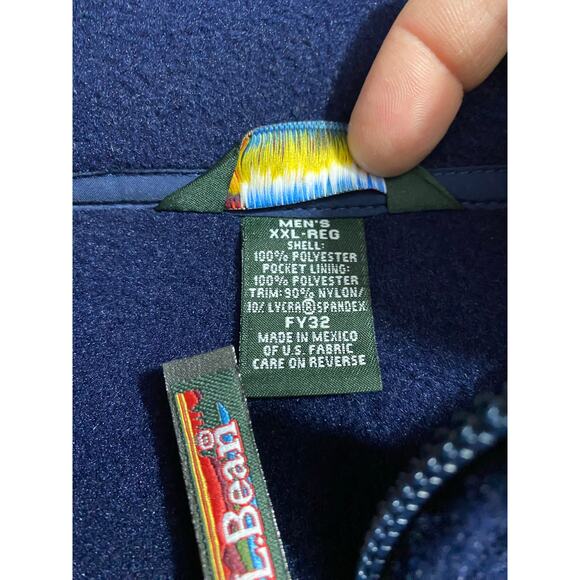 MEN'S
XXL-REG
SHELL:
100% POLYESTER
POCKET LINING:
100% POLYESTER
TRIM: 90% NYLON/
10% LYCRA®SPANDEX
FY32
MADE IN MEXICO
OF U.S. FABRIC
CARE ON REVERSE
L.Bean